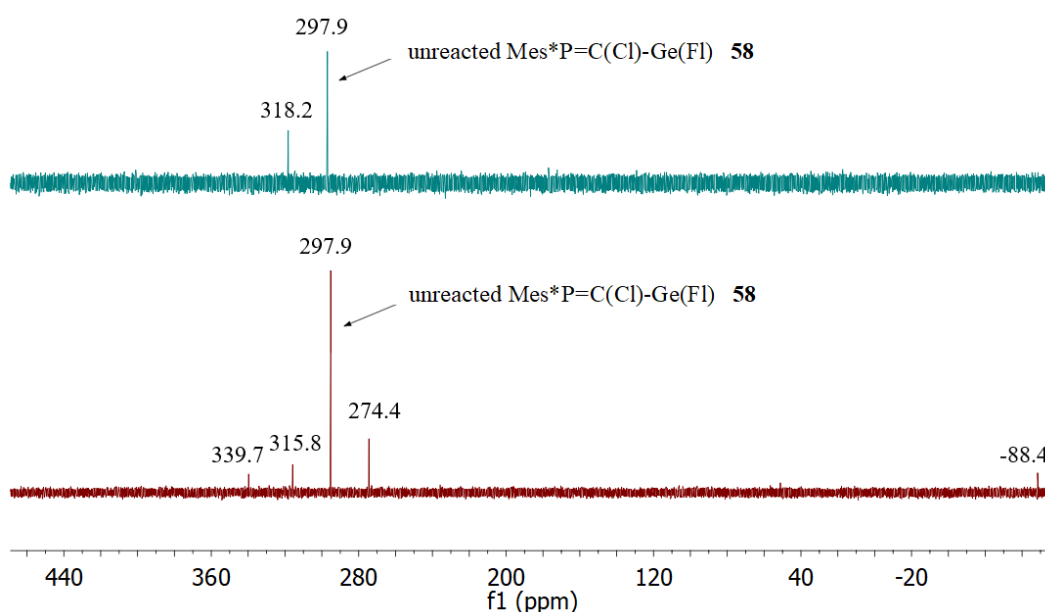 297.9
unreacted Mes*P=C(Cl)-Ge(Fl) 58
318.2
297.9
unreacted Mes*P=C(Cl)-Ge(Fl) 58
274.4
339.7
315.8
-88.4
440 360 280 200 120 40 -20
f1 (ppm)